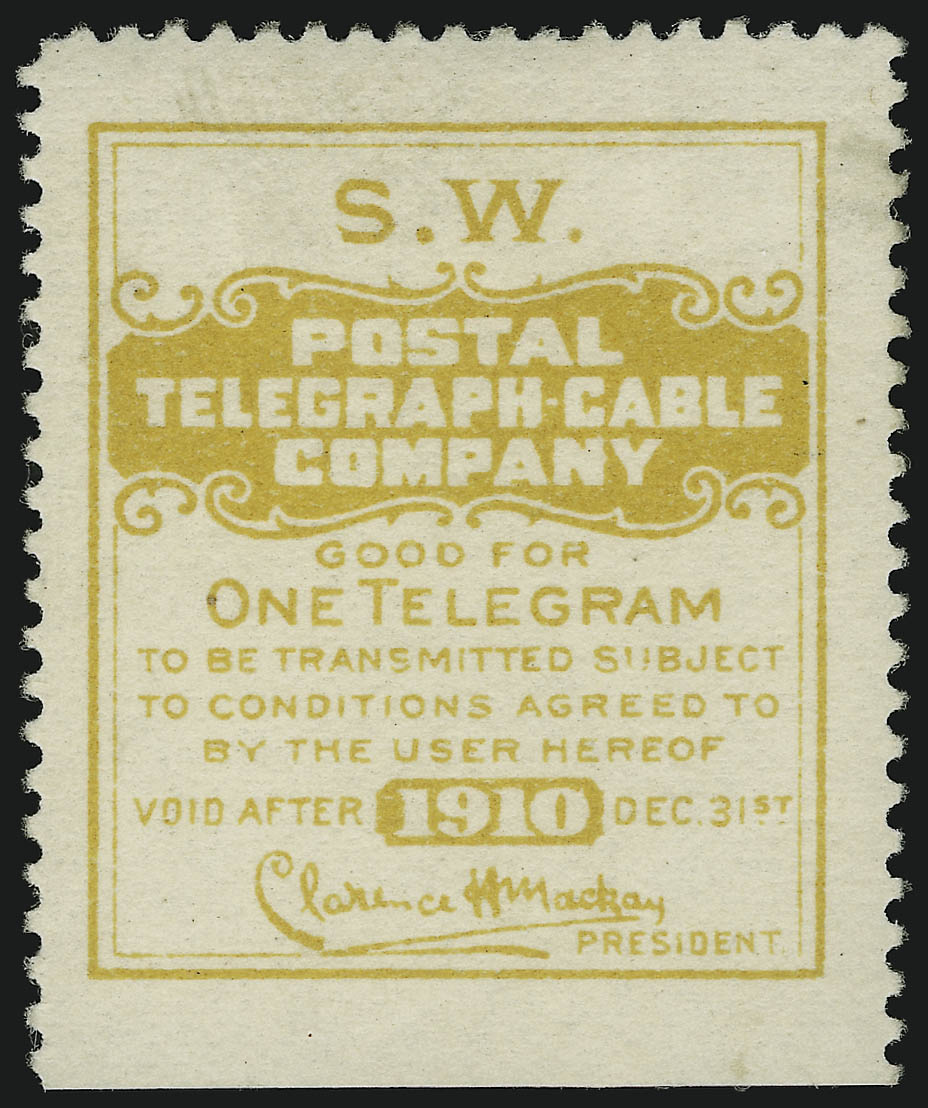 S. W.
POSTAL
TELEGRAPH-CABLE
COMPANY
GOOD FOR
ONE TELEGRAM
TO BE TRANSMITTED SUBJECT
TO CONDITIONS AGREED TO
BY THE USER HEREOF
VOID AFTER 1910 DEC. 31ST
Clarence H Mackay
PRESIDENT.